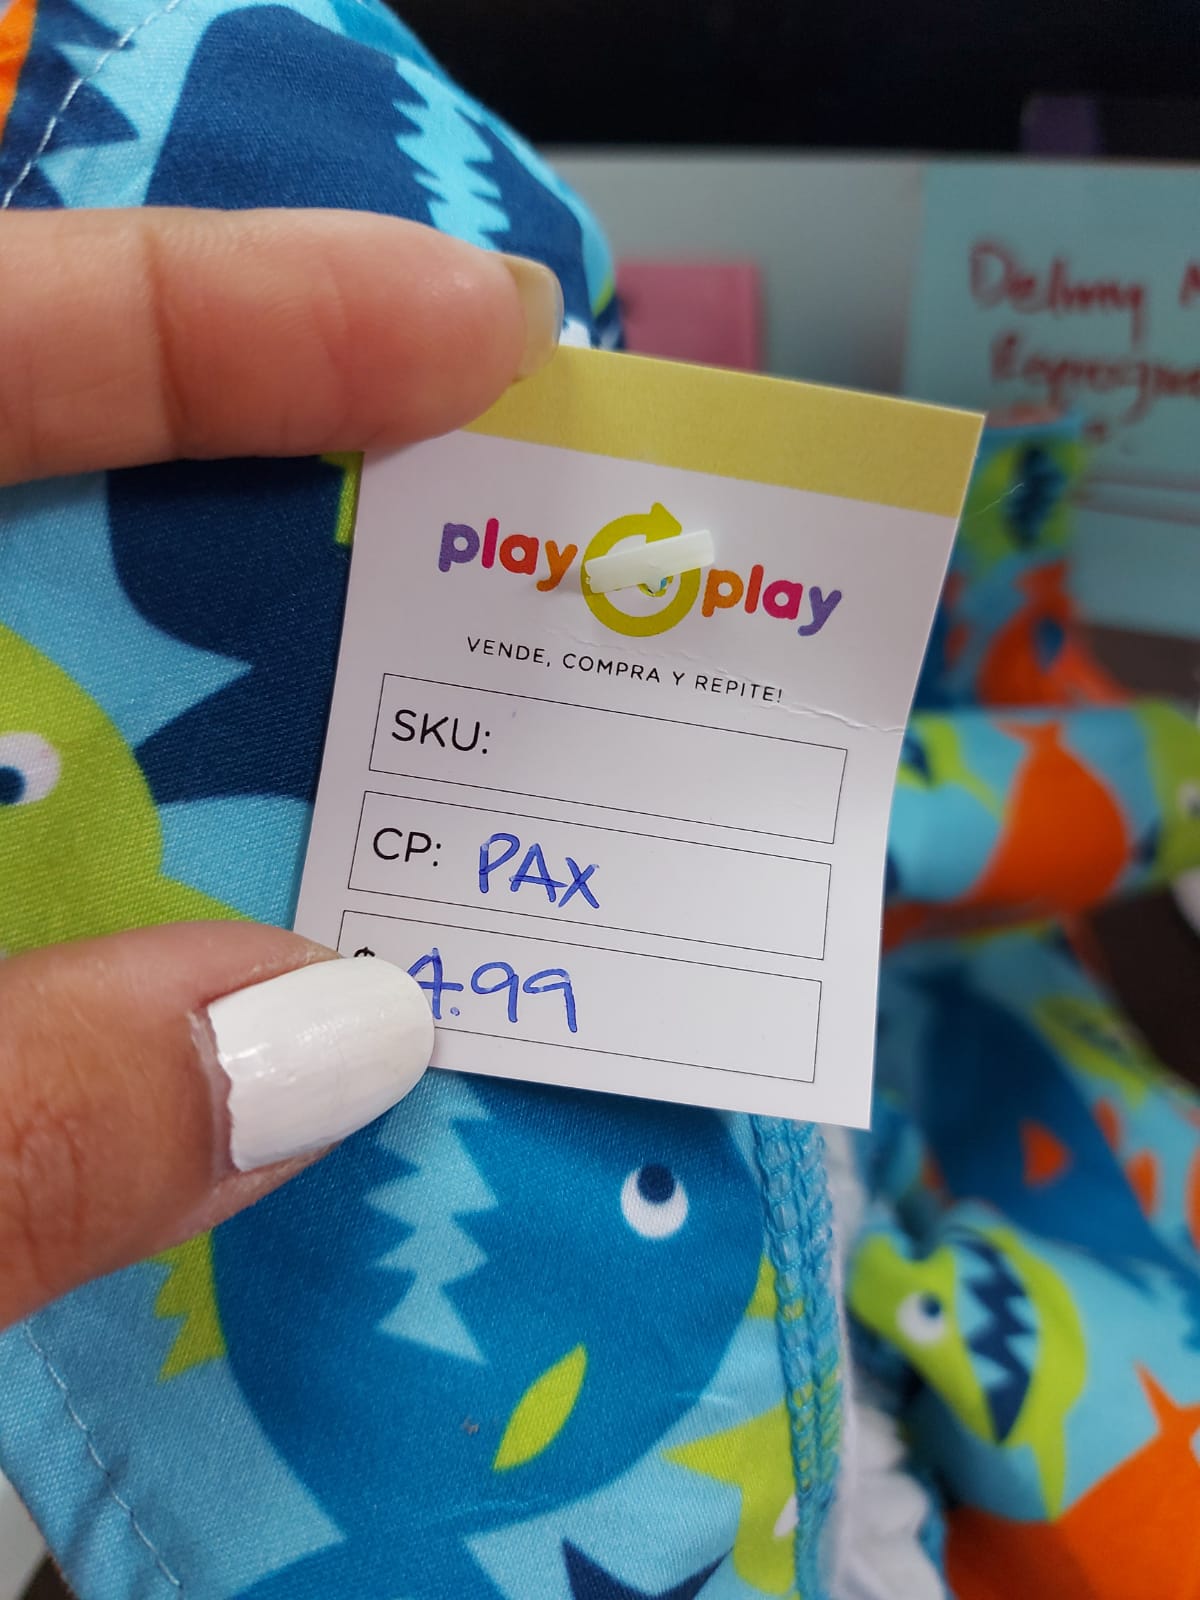 play play
VENDE, COMPRA Y REPITE!
SKU:
CP: PAX
$ 4.99